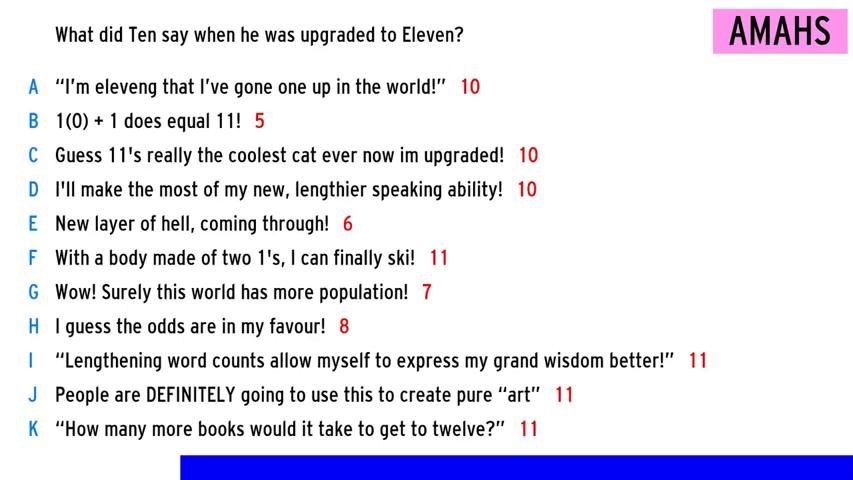 What did Ten say when he was upgraded to Eleven?
AMAHS
A “I’m eleveng that I’ve gone one up in the world!” 10
B 1(0) + 1 does equal 11! 5
C Guess 11's really the coolest cat ever now im upgraded! 10
D I'll make the most of my new, lengthier speaking ability! 10
E New layer of hell, coming through! 6
F With a body made of two 1's, I can finally ski! 11
G Wow! Surely this world has more population! 7
H I guess the odds are in my favour! 8
I “Lengthening word counts allow myself to express my grand wisdom better!” 11
J People are DEFINITELY going to use this to create pure “art” 11
K “How many more books would it take to get to twelve?” 11